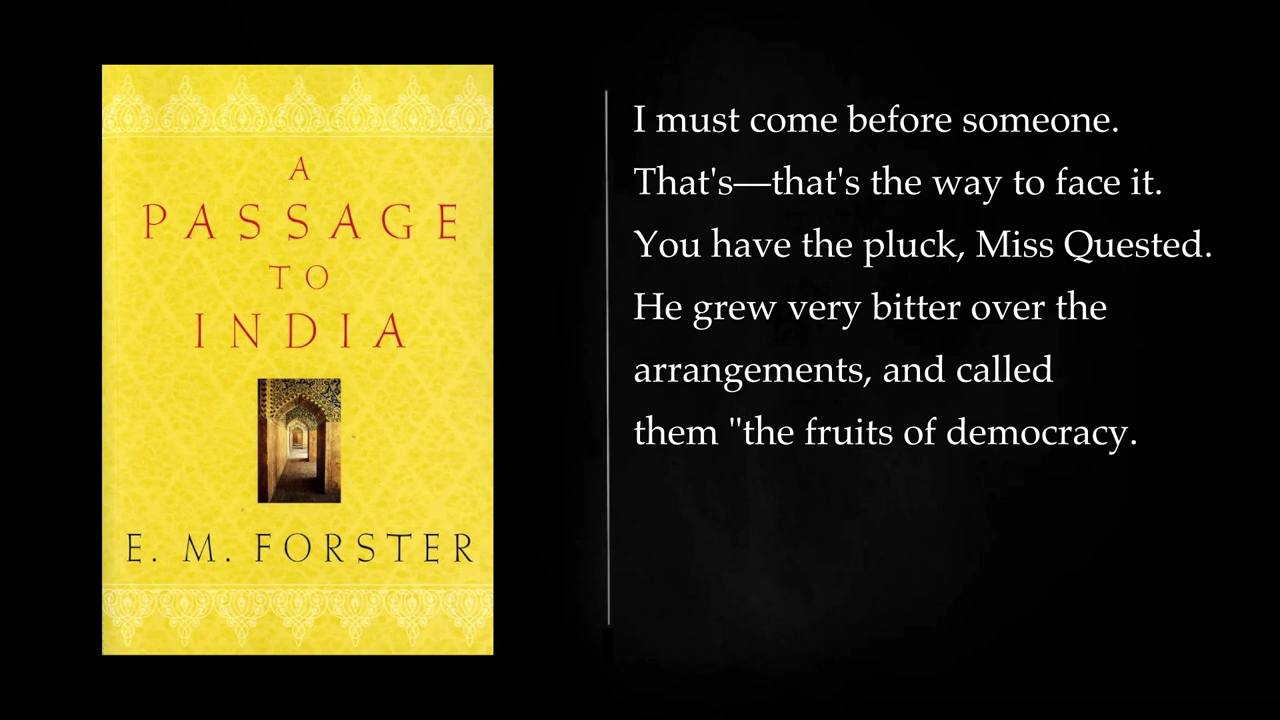 A
PASSAGE
TO
INDIA
E. M. FORSTER
I must come before someone.
That's—that's the way to face it.
You have the pluck, Miss Quested.
He grew very bitter over the
arrangements, and called
them "the fruits of democracy.